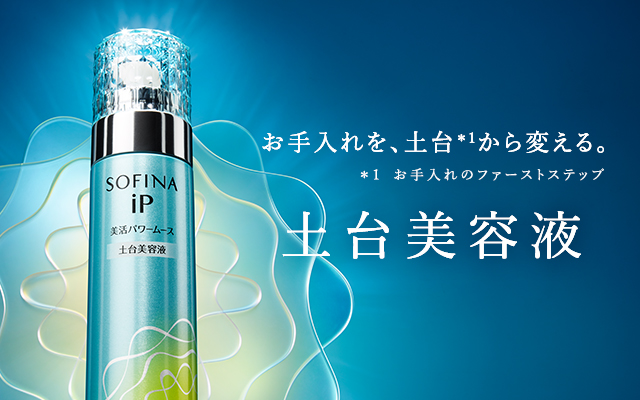 SOFINA
iP
美活パワームース
土台美容液
お手入れを、土台*1から変える。
*1 お手入れのファーストステップ
土台美容液